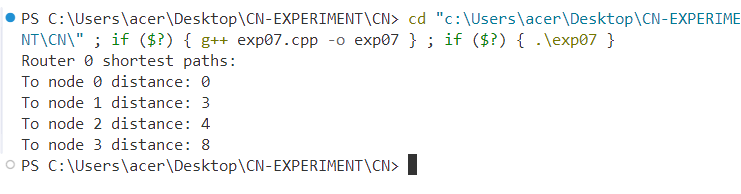 PS C:\Users\acer\Desktop\CN-EXPERIMENT\CN> cd "c:\Users\acer\Desktop\CN-EXPERIME
NT\CN\" ; if ($?) { g++ exp07.cpp -o exp07 } ; if ($?) { .\exp07 }
Router 0 shortest paths:
To node 0 distance: 0
To node 1 distance: 3
To node 2 distance: 4
To node 3 distance: 8
PS C:\Users\acer\Desktop\CN-EXPERIMENT\CN>